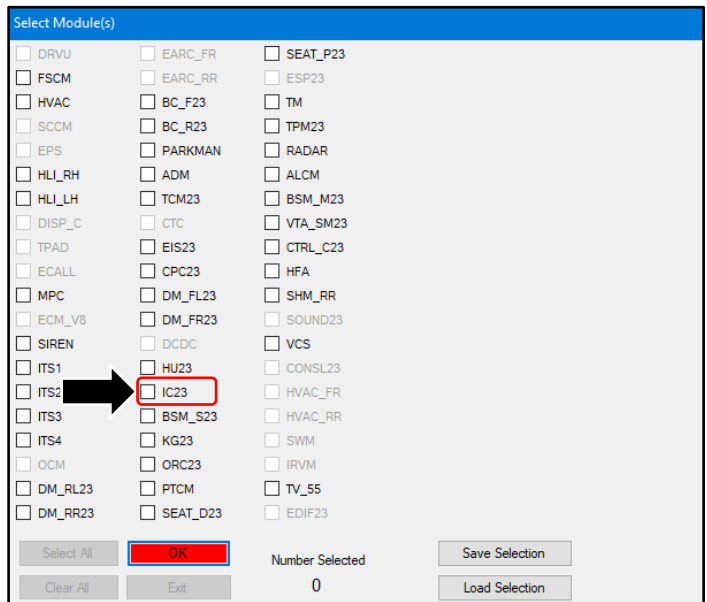 Select Module(s)
DRVU EARC_FR SEAT_P23
FSCM EARC_RR ESP23
HVAC BC_F23 TM
SCCM BC_R23 TPM23
EPS PARKMAN RADAR
HLI_RH ADM ALCM
HLI_LH TCM23 BSM_M23
DISP_C CTC VTA_SM23
TPAD EIS23 CTRL_C23
ECALL CPC23 HFA
MPC DM_FL23 SHM_RR
ECM_V8 DM_FR23 SOUND23
SIREN DCDC VCS
ITS1 HU23 CONSL23
ITS2 IC23 HVAC_FR
ITS3 BSM_S23 HVAC_RR
ITS4 KG23 SWM
OCM ORC23 IRVM
DM_RL23 PTCM TV_55
DM_RR23 SEAT_D23 EDIF23
Select All OK Number Selected Save Selection
Clear All Exit 0 Load Selection